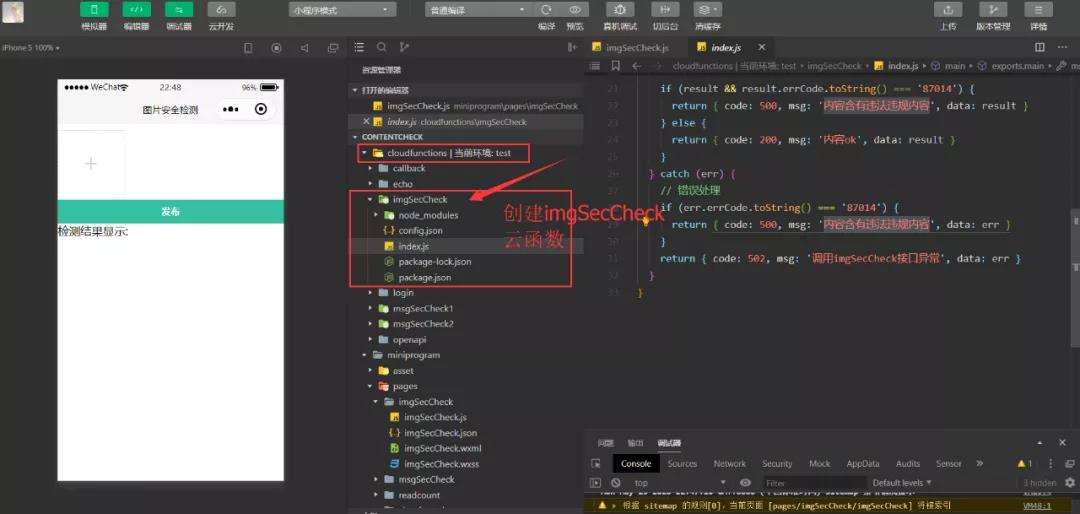 模拟器 编辑器 调试器 云开发
小程序模式 普通编译
编译 预览 真机调试 切后台 清缓存
上传 版本管理 详情
iPhone 5 100%
WeChat 22:48 96%
图片安全检测
发布
检测结果显示:
资源管理器
打开的编辑器
imgSecCheck.js miniprogram\pages\imgSecCheck
index.js cloudfunctions\imgSecCheck
CONTENTCHECK
cloudfunctions | 当前环境: test
callback
echo
imgSecCheck
node_modules
config.json
index.js
package-lock.json
package.json
login
msgSecCheck1
msgSecCheck2
openapi
miniprogram
asset
pages
imgSecCheck
imgSecCheck.js
imgSecCheck.json
imgSecCheck.wxml
imgSecCheck.wxss
msgSecCheck
readcount
创建imgSecCheck
云函数
imgSecCheck.js index.js
cloudfunctions | 当前环境: test › imgSecCheck › index.js › main › exports.main
21 if (result && result.errCode.toString() === '87014') {
22 return { code: 500, msg: '内容含有违法违规内容', data: result }
23 } else {
24 return { code: 200, msg: '内容ok', data: result }
25 }
26 } catch (err) {
27 // 错误处理
28 if (err.errCode.toString() === '87014') {
return { code: 500, msg: '内容含有违法违规内容', data: err }
30 }
31 return { code: 502, msg: '调用imgSecCheck接口异常', data: err }
32 }
33 }
问题 输出 调试器
Console Sources Network Security Mock AppData Audits Sensor » 1
top Filter Default levels 3 hidden
根据 sitemap 的规则[0]，当前页面 [pages/imgSecCheck/imgSecCheck] 将被索引 VM48:1